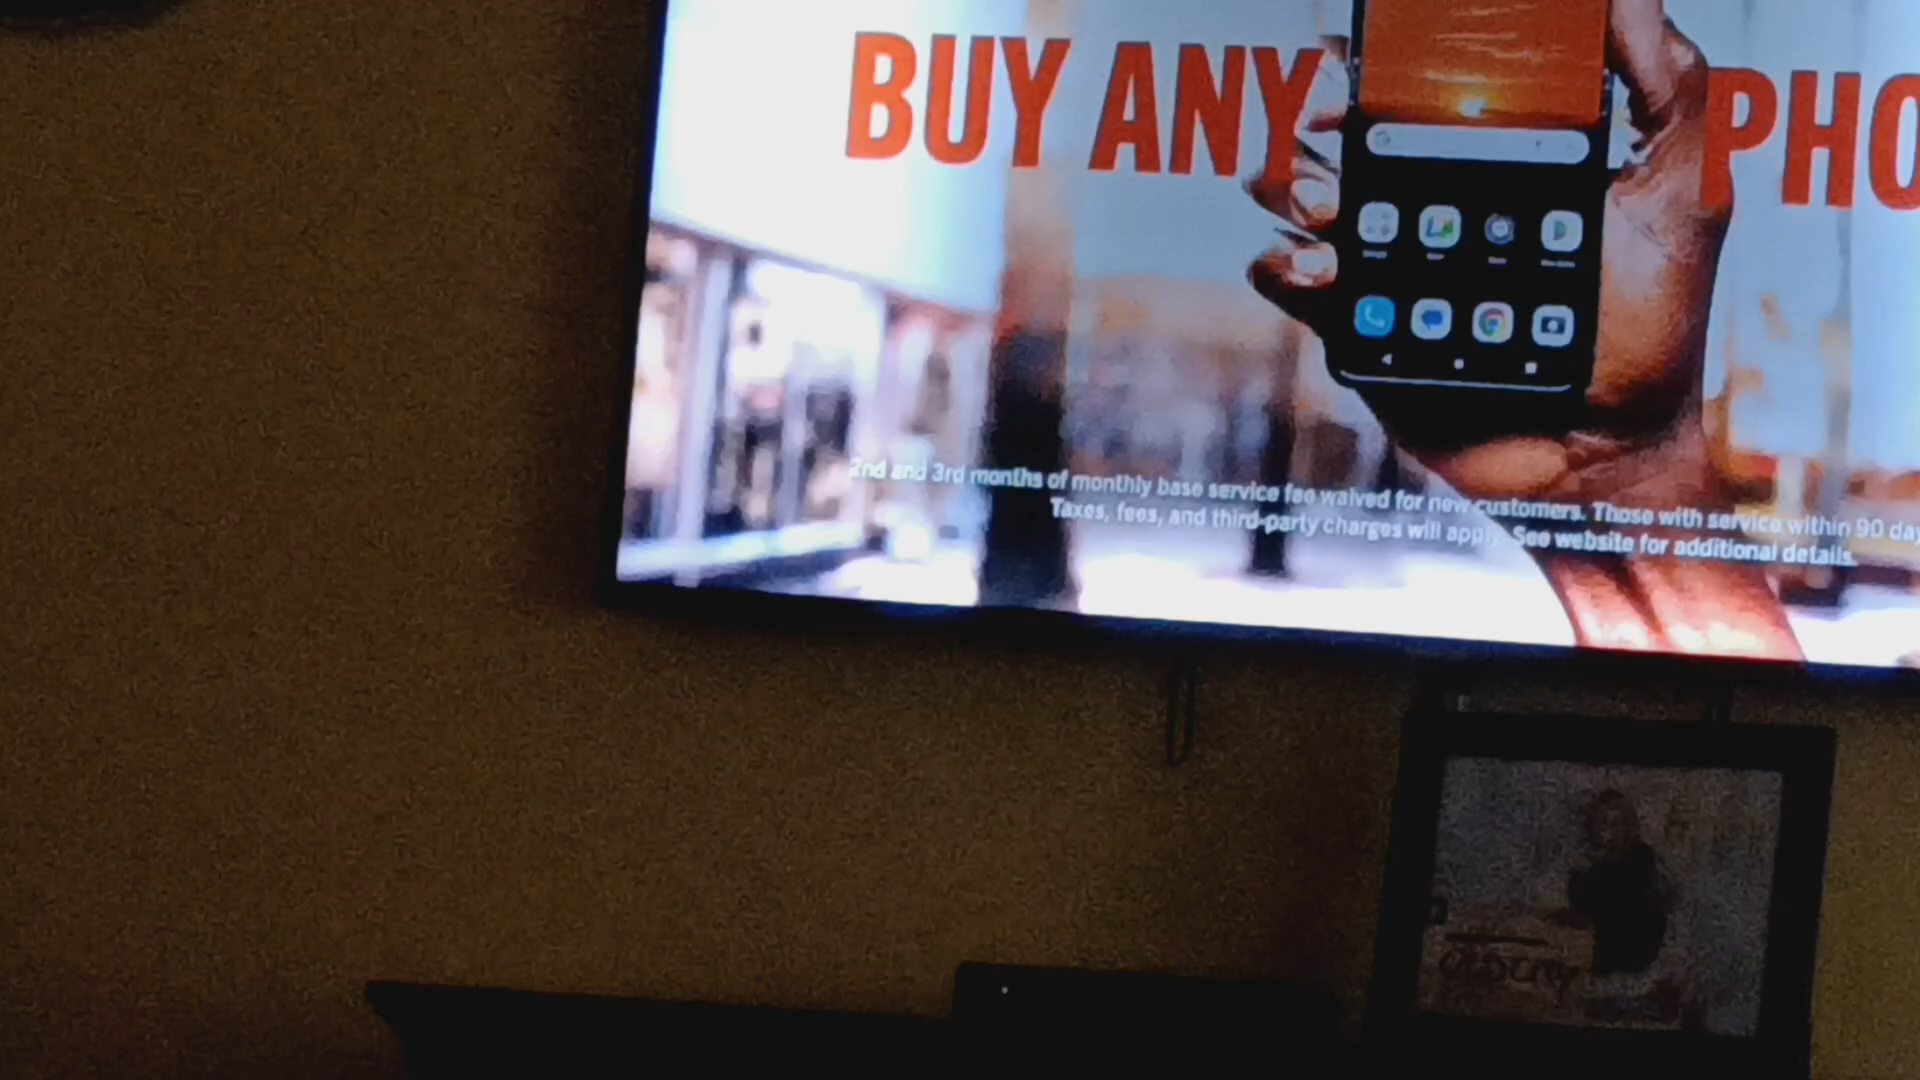 BUY ANY PHO
2nd and 3rd months of monthly base service fee waived for new customers. Those with service within 90 day
Taxes, fees, and third-party charges will apply. See website for additional details.